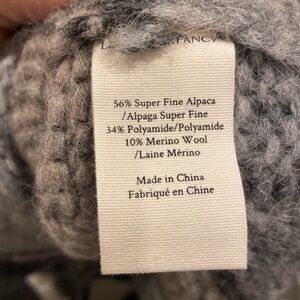 56% Super Fine Alpaca
/Alpaga Super Fine
34% Polyamide/Polyamide
10% Merino Wool
/Laine Mérino
Made in China
Fabriqué en Chine